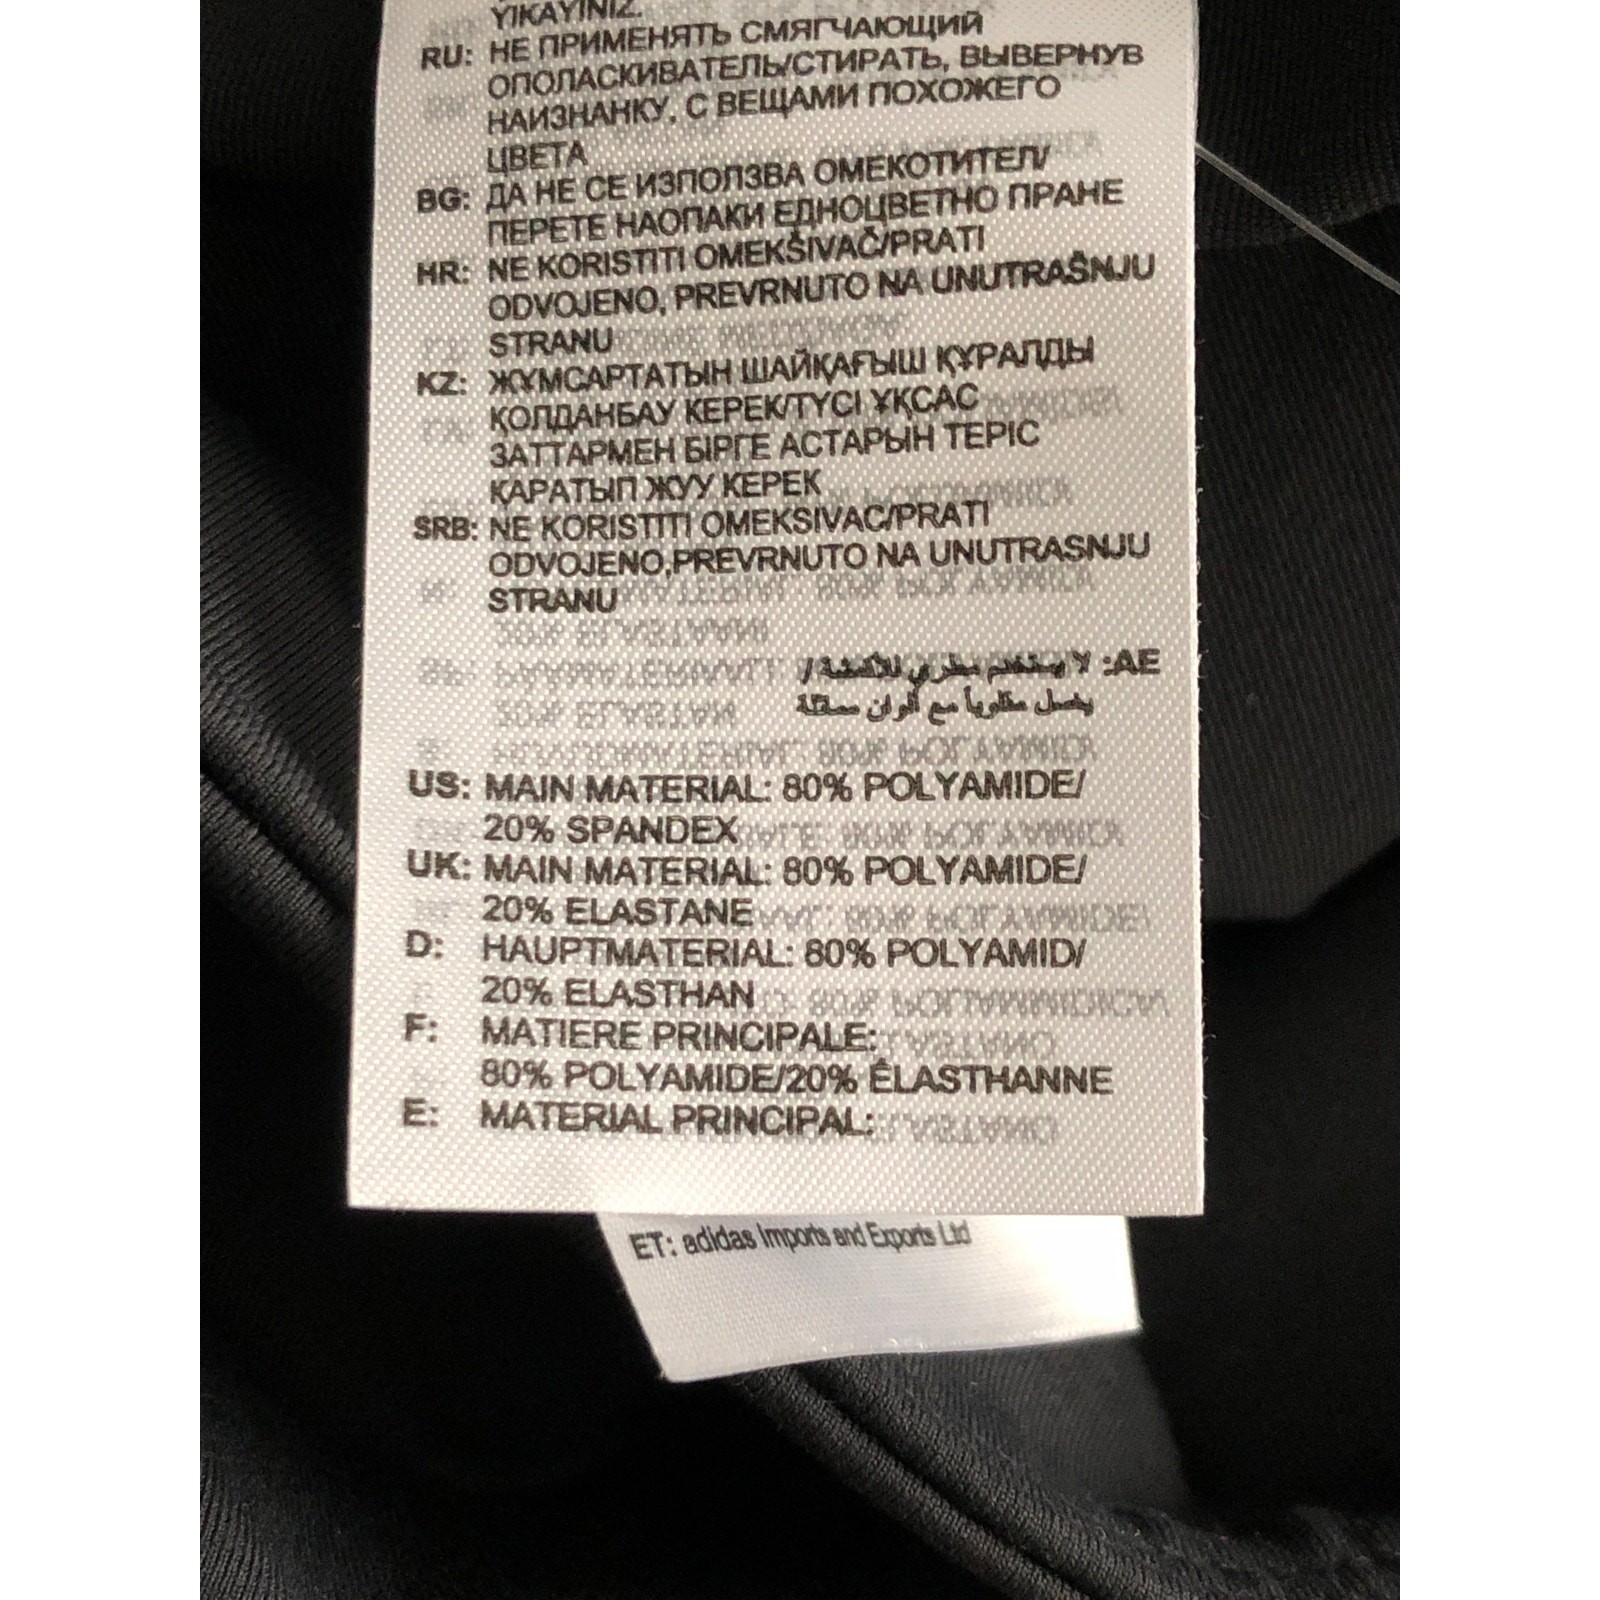 YIKAYINIZ.
RU: НЕ ПРИМЕНЯТЬ СМЯГЧАЮЩИЙ
ОПОЛАСКИВАТЕЛЬ/СТИРАТЬ, ВЫВЕРНУВ
НАИЗНАНКУ, С ВЕЩАМИ ПОХОЖЕГО
ЦВЕТА
BG: ДА НЕ СЕ ИЗПОЛЗВА ОМЕКОТИТЕЛ/
ПЕРЕТЕ НАОПАКИ ЕДНОЦВЕТНО ПРАНЕ
HR: NE KORISTITI OMEKŠIVAČ/PRATI
ODVOJENO, PREVRNUTO NA UNUTRAŠNJU
STRANU
KZ: ЖҰМСАРТАТЫН ШАЙҚАҒЫШ ҚҰРАЛДЫ
ҚОЛДАНБАУ КЕРЕК/ТҮСІ ҰҚСАС
ЗАТТАРМЕН БІРГЕ АСТАРЫН ТЕРІС
ҚАРАТЫП ЖУУ КЕРЕК
SRB: NE KORISTITI OMEKSIVAC/PRATI
ODVOJENO,PREVRNUTO NA UNUTRASNJU
STRANU
AE: لا يستخدم مطري للأقمشة /
يغسل مقلوباً مع ألوان مماثلة
US: MAIN MATERIAL: 80% POLYAMIDE/
20% SPANDEX
UK: MAIN MATERIAL: 80% POLYAMIDE/
20% ELASTANE
D: HAUPTMATERIAL: 80% POLYAMID/
20% ELASTHAN
F: MATIERE PRINCIPALE:
80% POLYAMIDE/20% ÉLASTHANNE
E: MATERIAL PRINCIPAL:
ET: adidas Imports and Exports Ltd